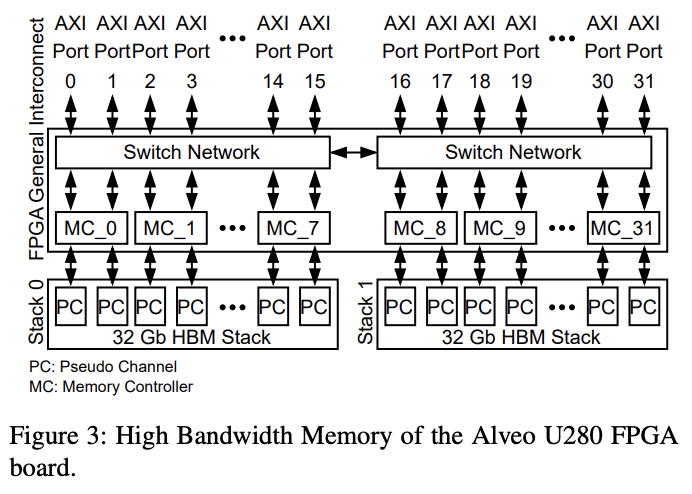 AXI AXI AXI AXI AXI AXI AXI AXI AXI AXI AXI AXI
Port Port Port Port ••• Port Port Port Port Port Port ••• Port Port
0 1 2 3 14 15 16 17 18 19 30 31
FPGA General Interconnect
Switch Network Switch Network
MC_0 MC_1 ••• MC_7 MC_8 MC_9 ••• MC_31
Stack 0
PC PC PC PC ••• PC PC
32 Gb HBM Stack
Stack 1
PC PC PC PC ••• PC PC
32 Gb HBM Stack
PC: Pseudo Channel
MC: Memory Controller
Figure 3: High Bandwidth Memory of the Alveo U280 FPGA
board.